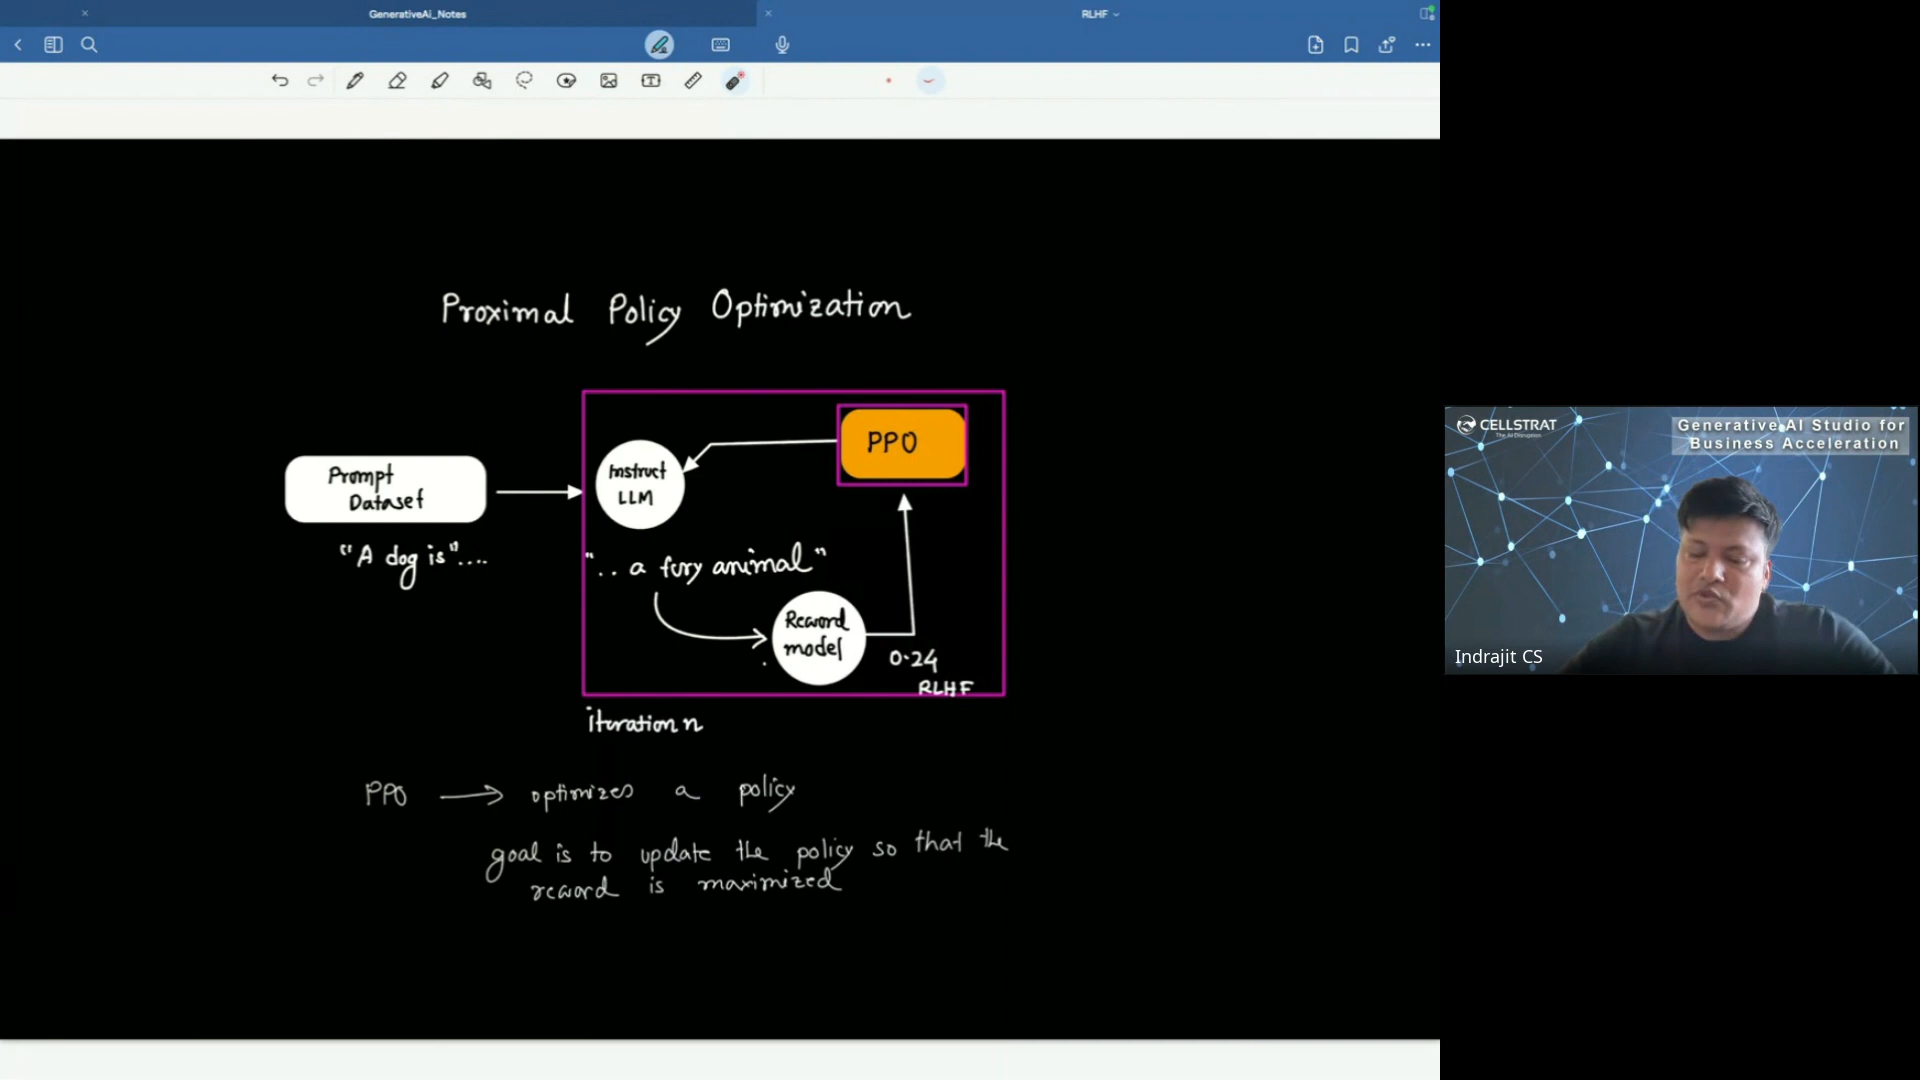 GenerativeAi_Notes
RLHF
Proximal Policy Optimization
Prompt
Dataset
"A dog is"....
Instruct
LLM
PPO
".. a fury animal"
Reward
model
0.24
RLHF
iteration n
PPO → optimizes a policy
goal is to update the policy so that the
reward is maximized
CELLSTRAT
Generative AI Studio for
Business Acceleration
Indrajit CS